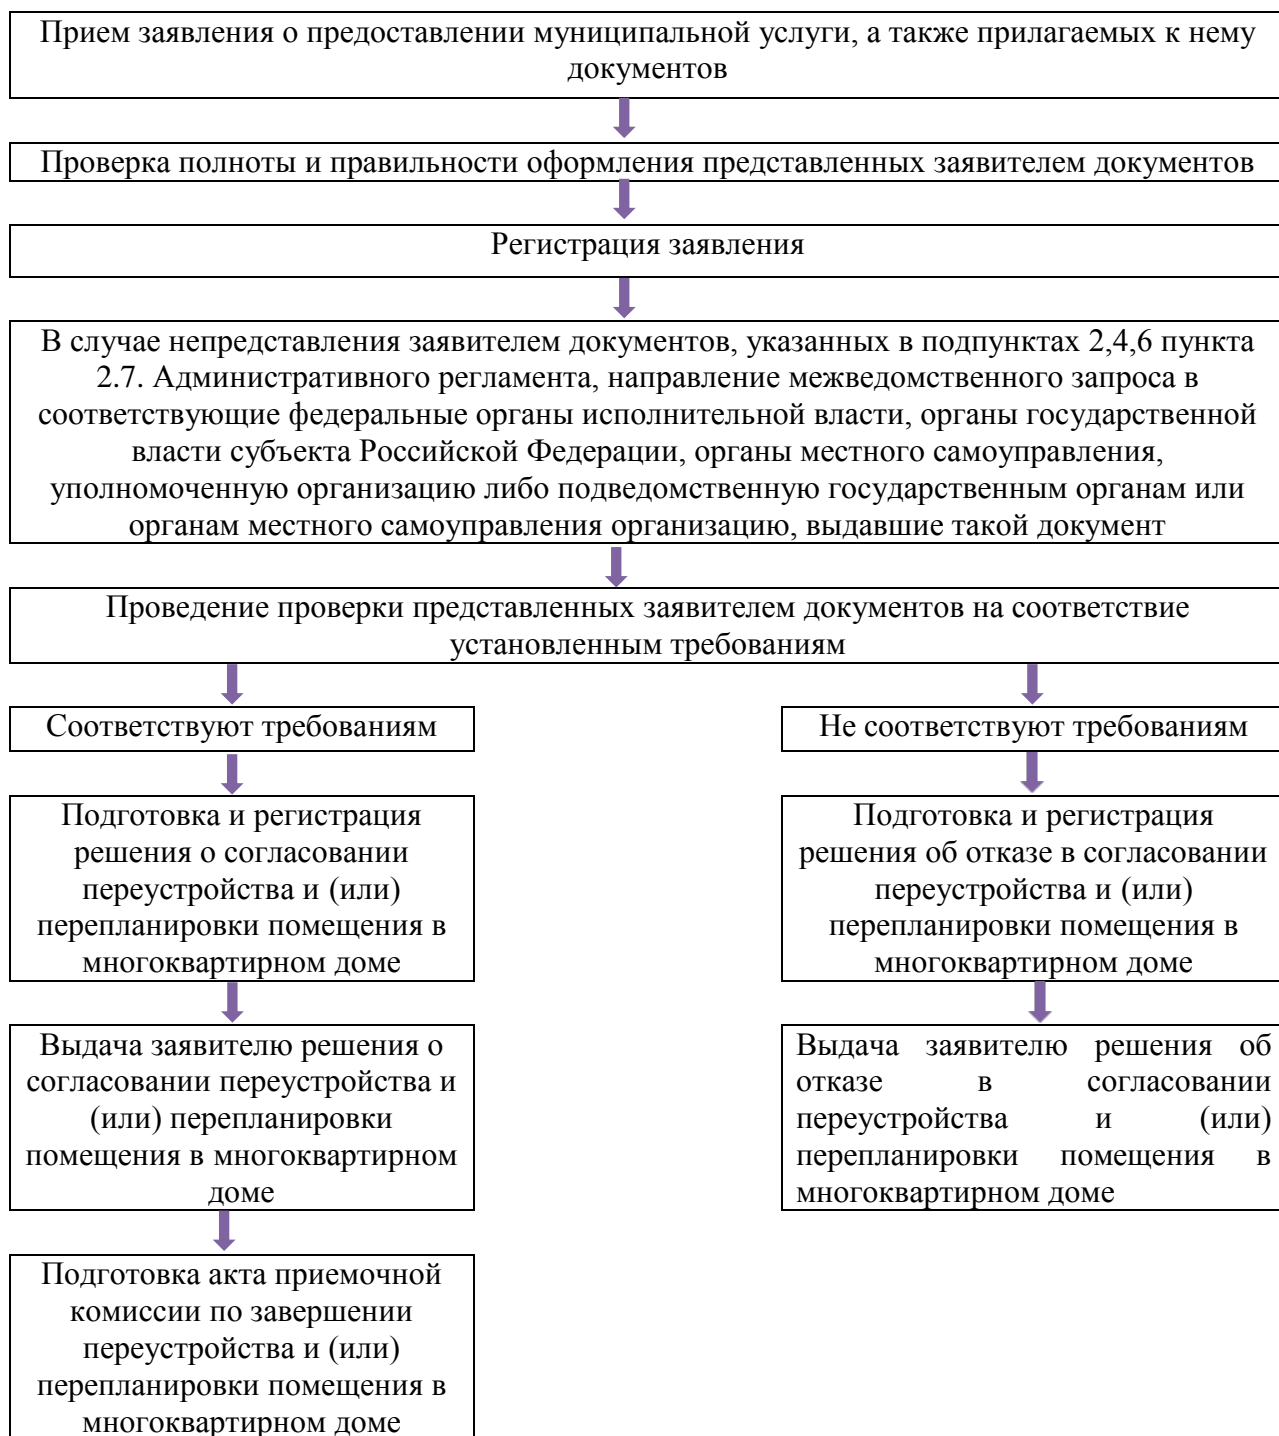 Прием заявления о предоставлении муниципальной услуги, а также прилагаемых к нему
документов
Проверка полноты и правильности оформления представленных заявителем документов
Регистрация заявления
В случае непредставления заявителем документов, указанных в подпунктах 2,4,6 пункта
2.7. Административного регламента, направление межведомственного запроса в
соответствующие федеральные органы исполнительной власти, органы государственной
власти субъекта Российской Федерации, органы местного самоуправления,
уполномоченную организацию либо подведомственную государственным органам или
органам местного самоуправления организацию, выдавшие такой документ
Проведение проверки представленных заявителем документов на соответствие
установленным требованиям
Соответствуют требованиям
Подготовка и регистрация
решения о согласовании
переустройства и (или)
перепланировки помещения в
многоквартирном доме
Выдача заявителю решения о
согласовании переустройства и
(или) перепланировки
помещения в многоквартирном
доме
Подготовка акта приемочной
комиссии по завершении
переустройства и (или)
перепланировки помещения в
многоквартирном доме
Не соответствуют требованиям
Подготовка и регистрация
решения об отказе в согласовании
переустройства и (или)
перепланировки помещения в
многоквартирном доме
Выдача заявителю решения об
отказе в согласовании
переустройства и (или)
перепланировки помещения в
многоквартирном доме